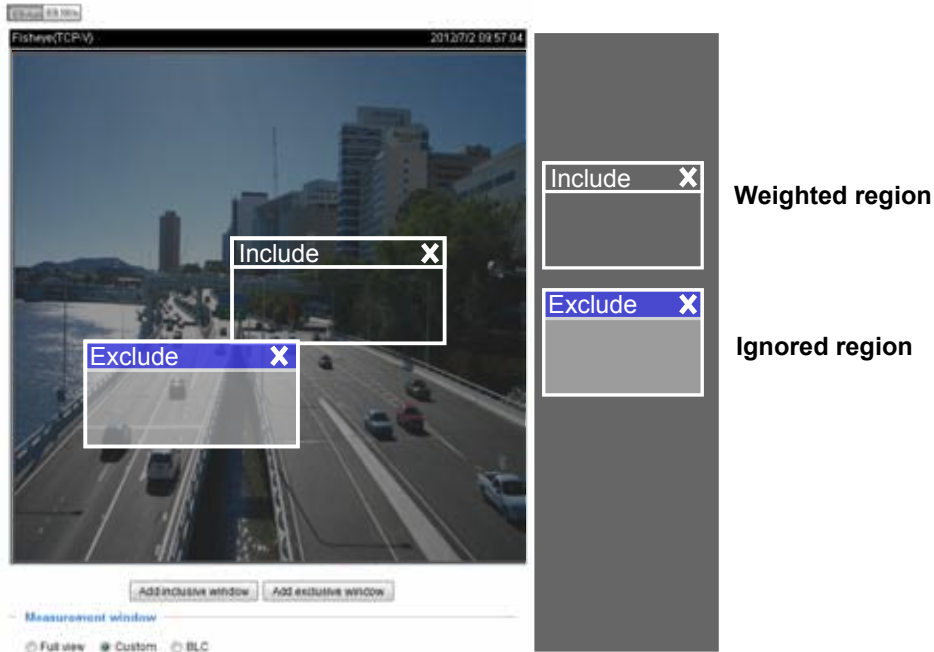 Fisheye(TCP-V) 2012/7/2 09:57:04
Include
Exclude
Include
Weighted region
Exclude
Ignored region
Add inclusive window
Add exclusive window
Measurement window
Full view Custom BLC